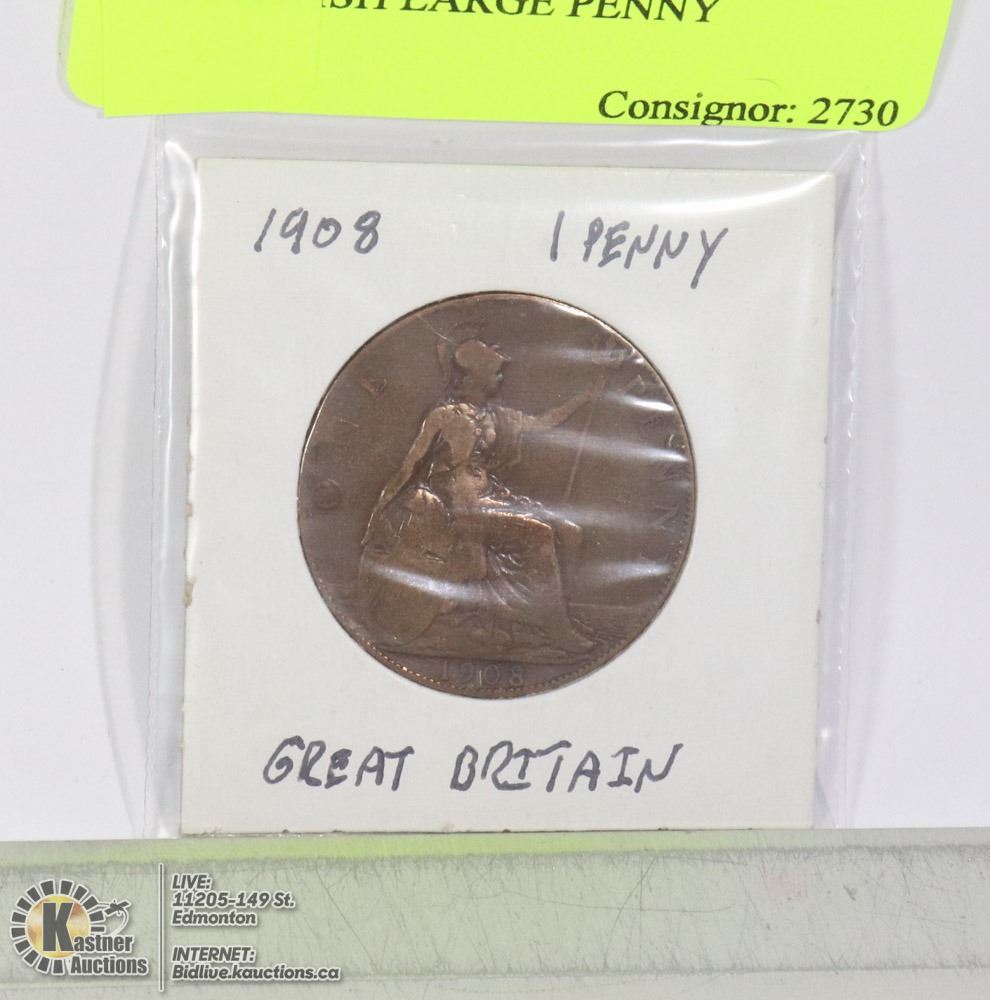 LARGE PENNY
Consignor: 2730
1908 1 PENNY
ONE PENNY
1908
GREAT BRITAIN
Kastner
Auctions
LIVE:
11205-149 St.
Edmonton
INTERNET:
Bidlive.kauctions.ca